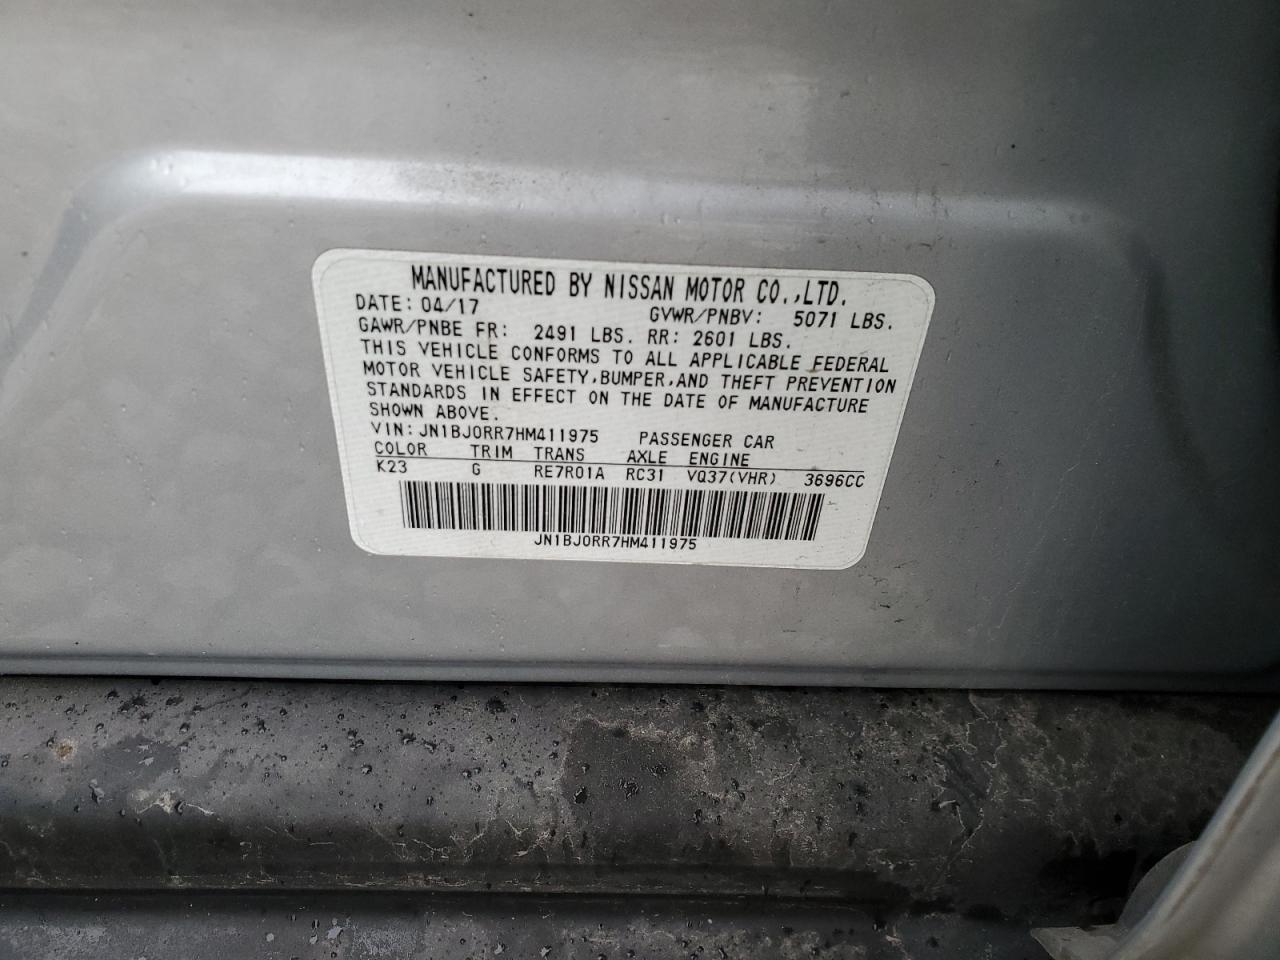 MANUFACTURED BY NISSAN MOTOR CO.,LTD.
DATE: 04/17 GVWR/PNBV: 5071 LBS.
GAWR/PNBE FR: 2491 LBS. RR: 2601 LBS.
THIS VEHICLE CONFORMS TO ALL APPLICABLE FEDERAL
MOTOR VEHICLE SAFETY,BUMPER,AND THEFT PREVENTION
STANDARDS IN EFFECT ON THE DATE OF MANUFACTURE
SHOWN ABOVE.
VIN: JN1BJ0RR7HM411975 PASSENGER CAR
COLOR TRIM TRANS AXLE ENGINE
K23 G RE7R01A RC31 VQ37(VHR) 3696CC
JN1BJ0RR7HM411975